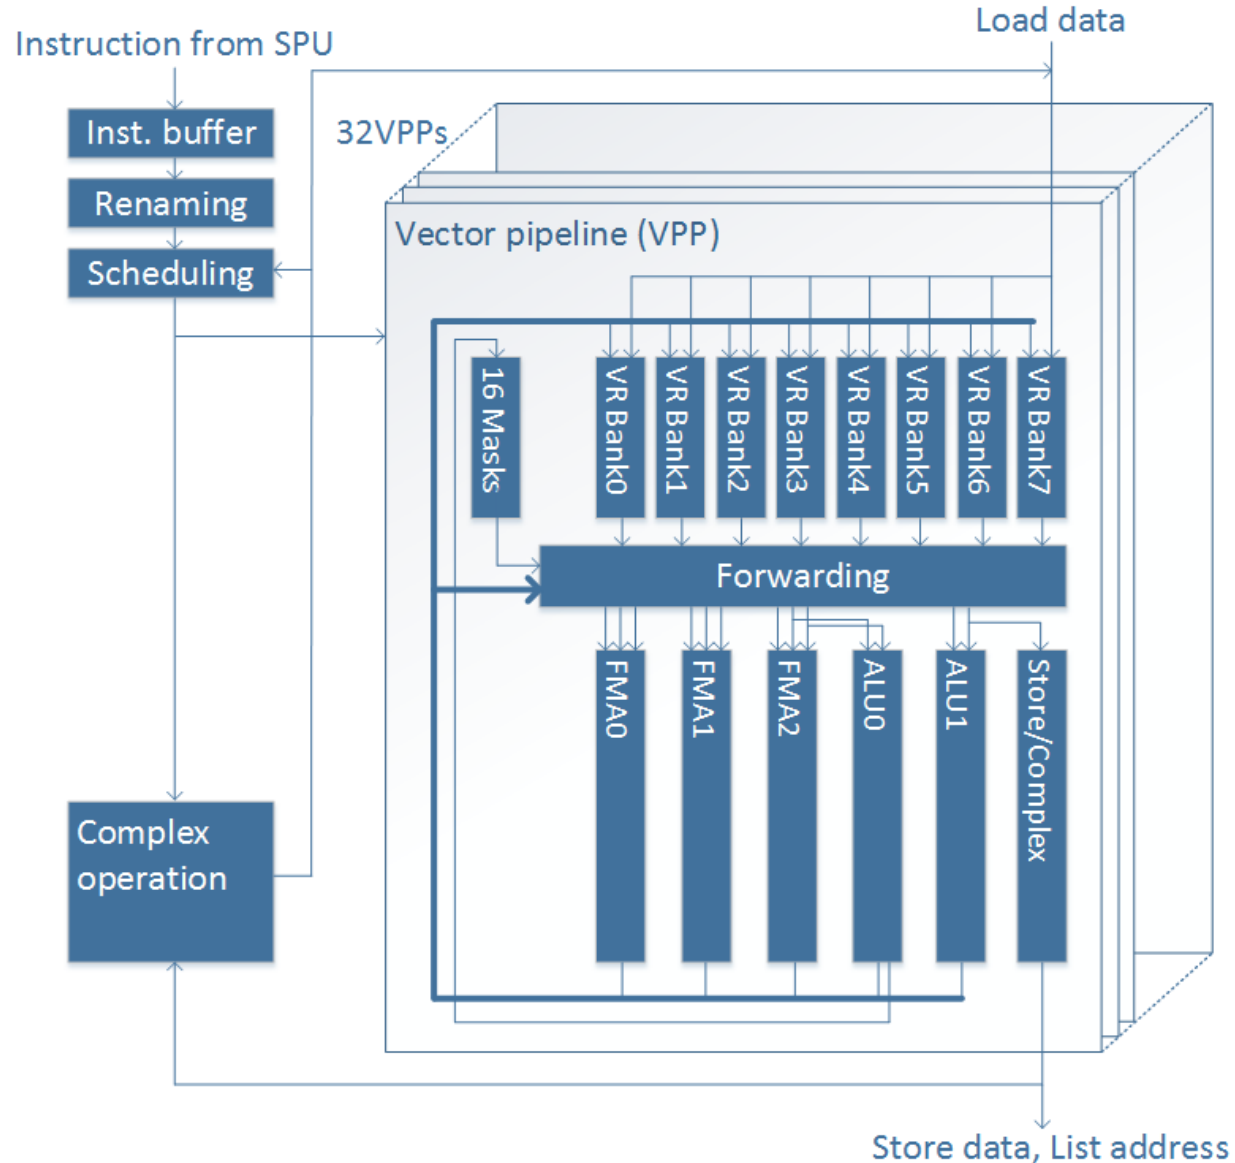 Load data
Instruction from SPU
Inst. buffer
32VPPs
Renaming
Vector pipeline (VPP)
Scheduling
16 Masks
VR Bank0
VR Bank1
VR Bank2
VR Bank3
VR Bank4
VR Bank5
VR Bank6
VR Bank7
Forwarding
FMA0
FMA1
FMA2
ALU0
ALU1
Store/Complex
Complex
operation
Store data, List address